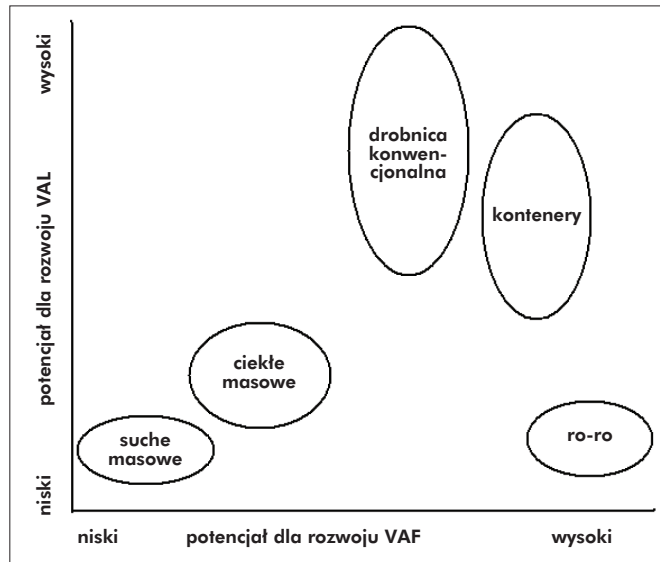 wysoki
potencjał dla rozwoju VAL
niski
drobnica
konwen-
cjonalna
kontenery
ciekłe
masowe
suche
masowe
ro-ro
niski
potencjał dla rozwoju VAF
wysoki